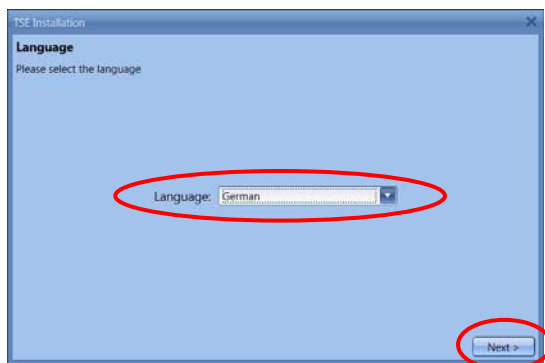 TSE Installation
Language
Please select the language
Language: German
Next >